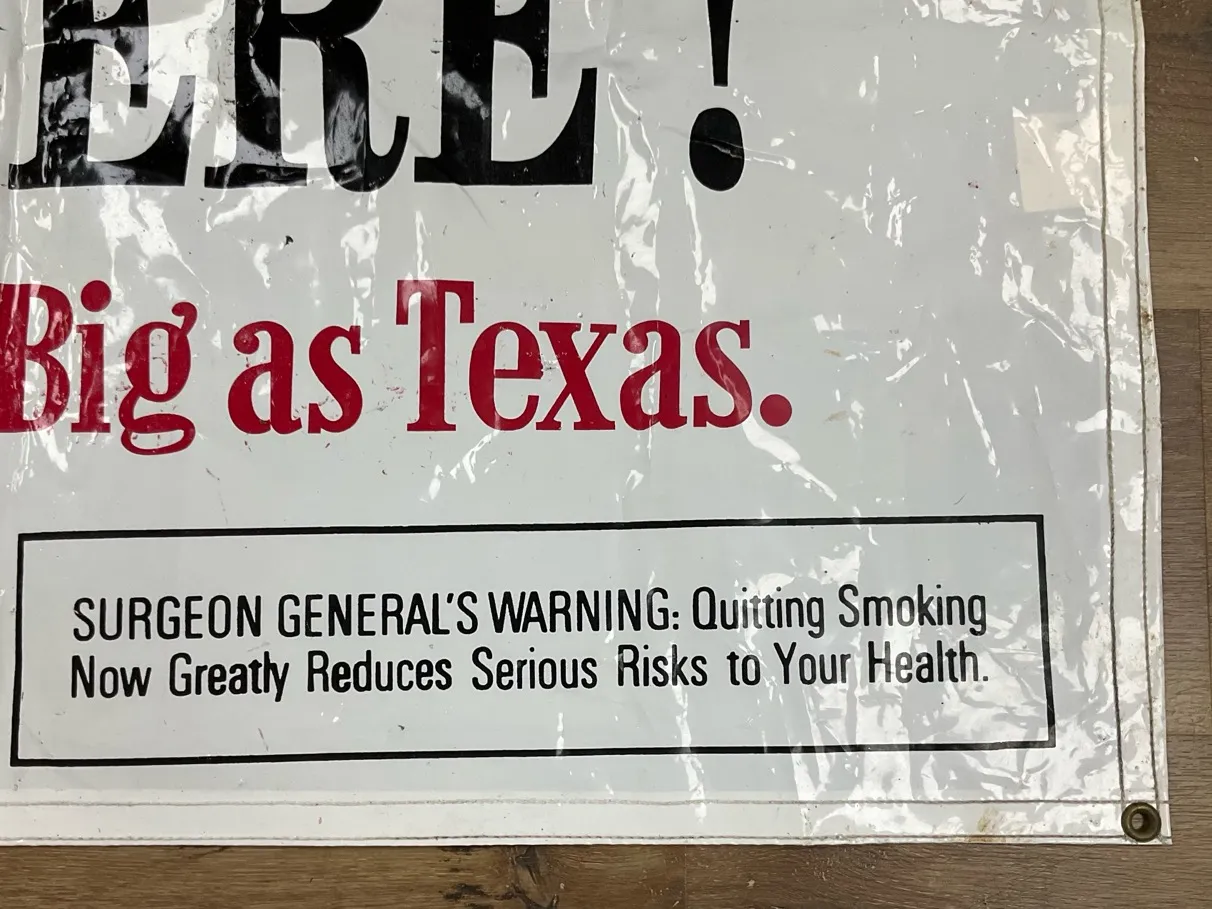 ERE!
Big as Texas.
SURGEON GENERAL'S WARNING: Quitting Smoking
Now Greatly Reduces Serious Risks to Your Health.